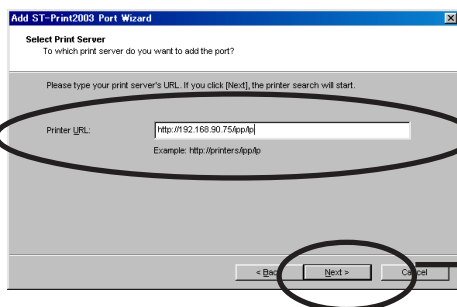 Add ST-Print2003 Port Wizard
Select Print Server
To which print server do you want to add the port?
Please type your print server's URL. If you click [Next], the printer search will start.
Printer URL:
http://192.168.90.75/ipp/lp
Example: http://printers/ipp/lp
< Back Next > Cancel